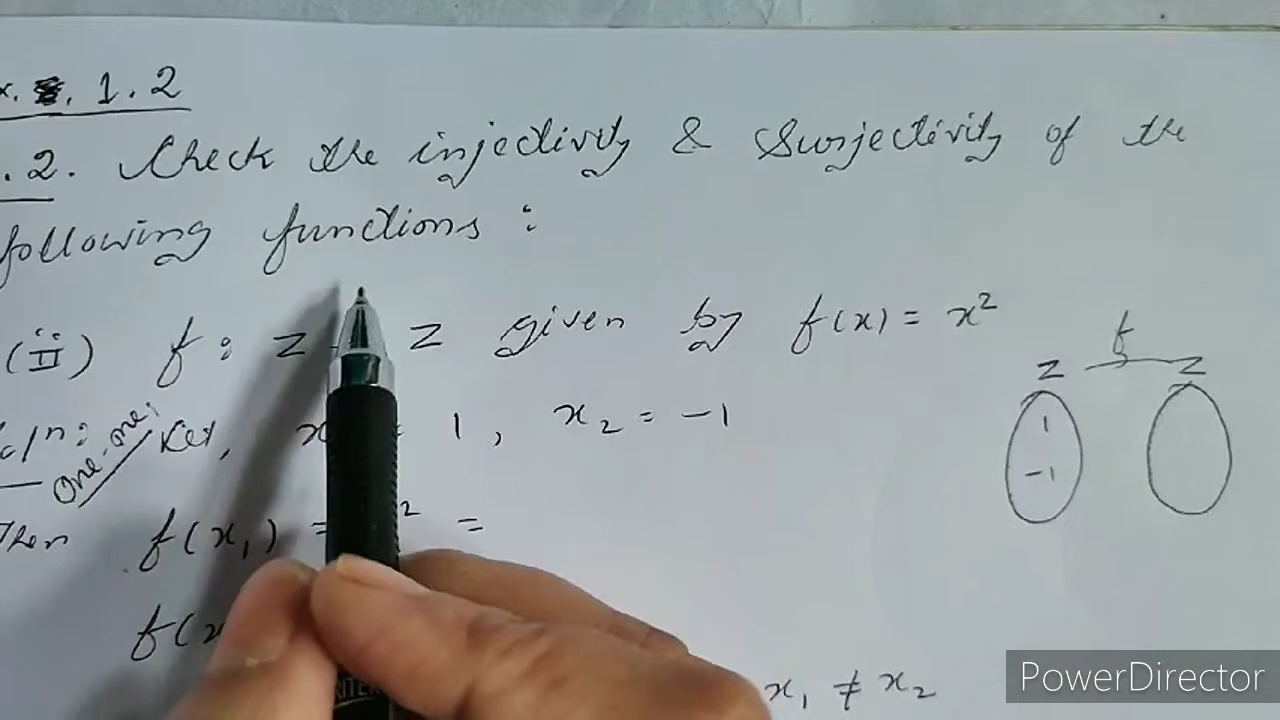 1.2
.2. Check the injectivity & Surjectivity of the
following functions :
(ii) f : Z Z given by f(x) = x²
f
Z Z
One-one;
Let, x = 1, x₂ = -1
1
-1
Then f(x₁) = ² =
f(x
x₁ ≠ x₂
PowerDirector